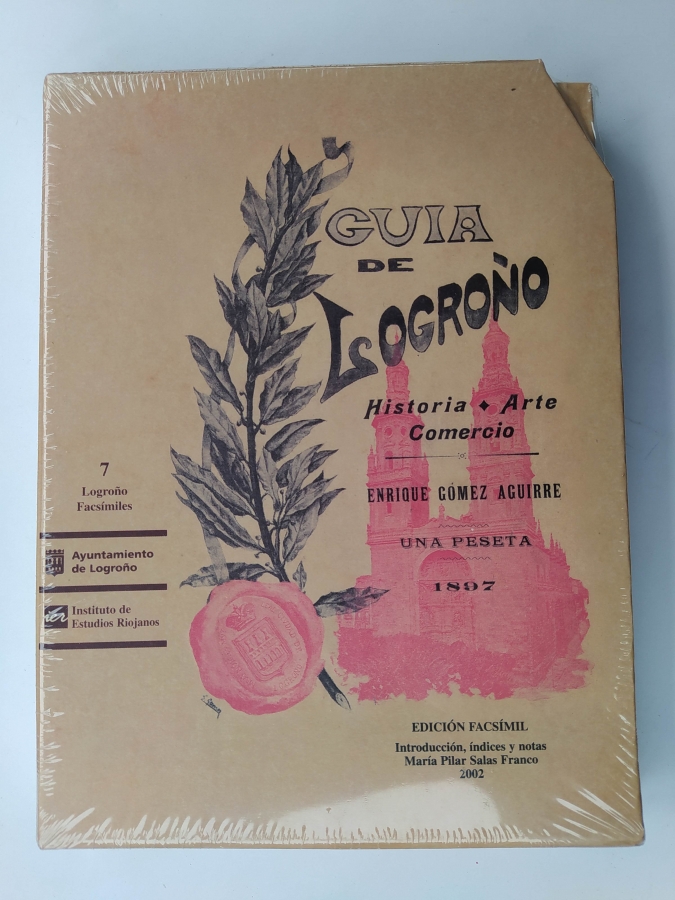 GUIA
DE
LOGROÑO
Historia ✦ Arte
Comercio
ENRIQUE GÓMEZ AGUIRRE
UNA PESETA
1897
7
Logroño
Facsímiles
Ayuntamiento
de Logroño
ier
Instituto de
Estudios Riojanos
EDICIÓN FACSÍMIL
Introducción, índices y notas
María Pilar Salas Franco
2002